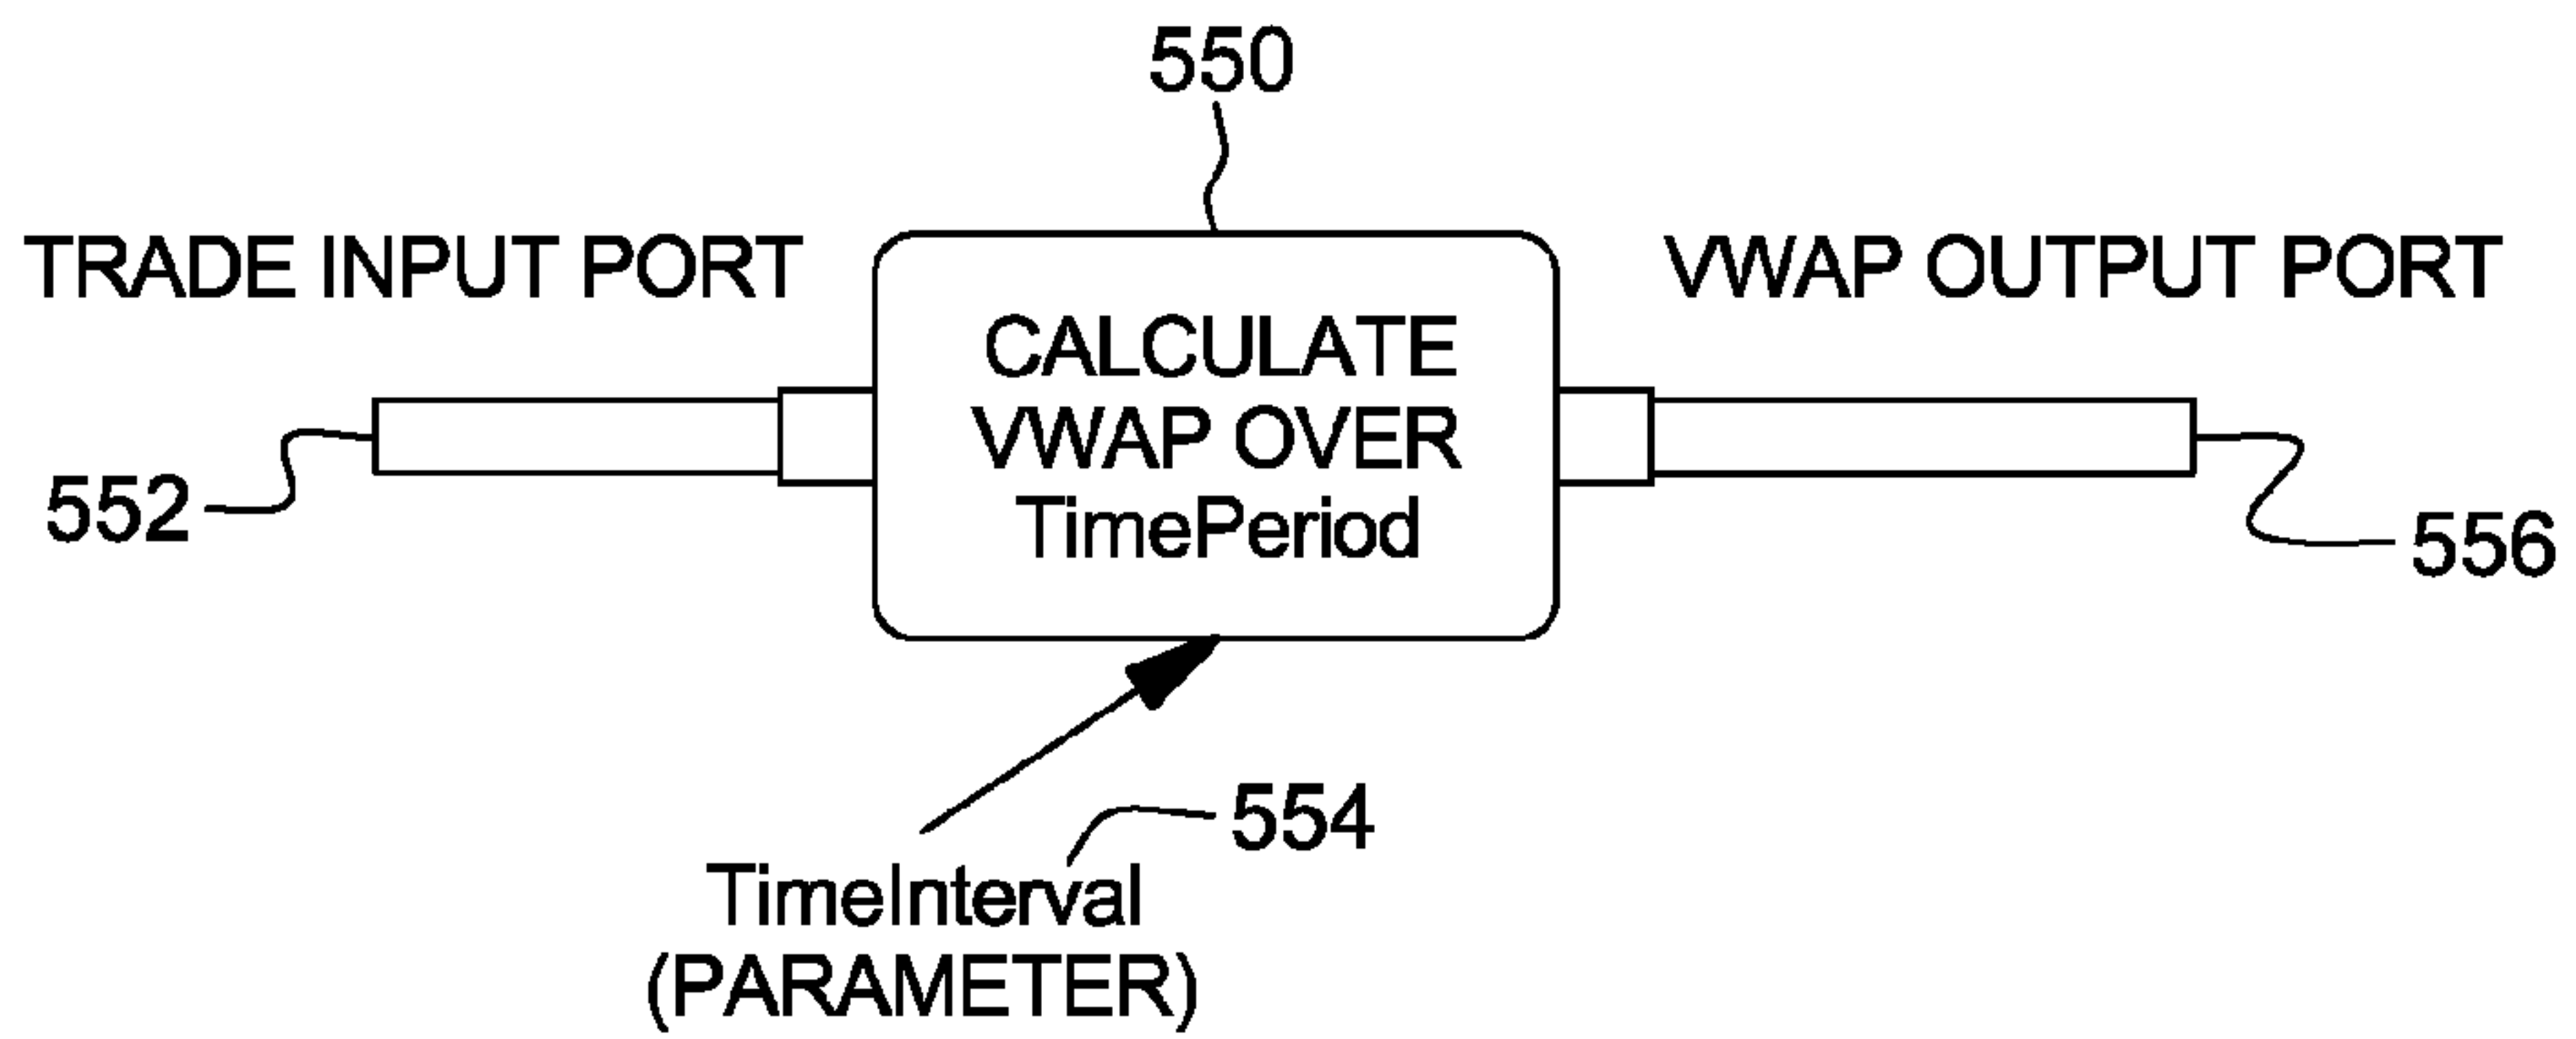 550
TRADE INPUT PORT
VWAP OUTPUT PORT
CALCULATE
VWAP OVER
TimePeriod
552
556
554
TimeInterval
(PARAMETER)